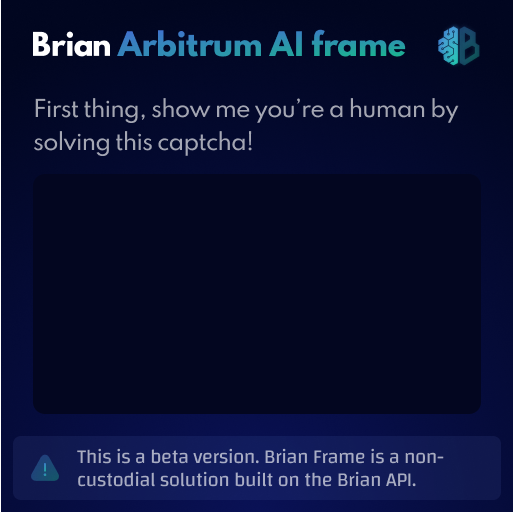 Brian Arbitrum AI frame
First thing, show me you're a human by
solving this captcha!
This is a beta version. Brian Frame is a non-
custodial solution built on the Brian API.